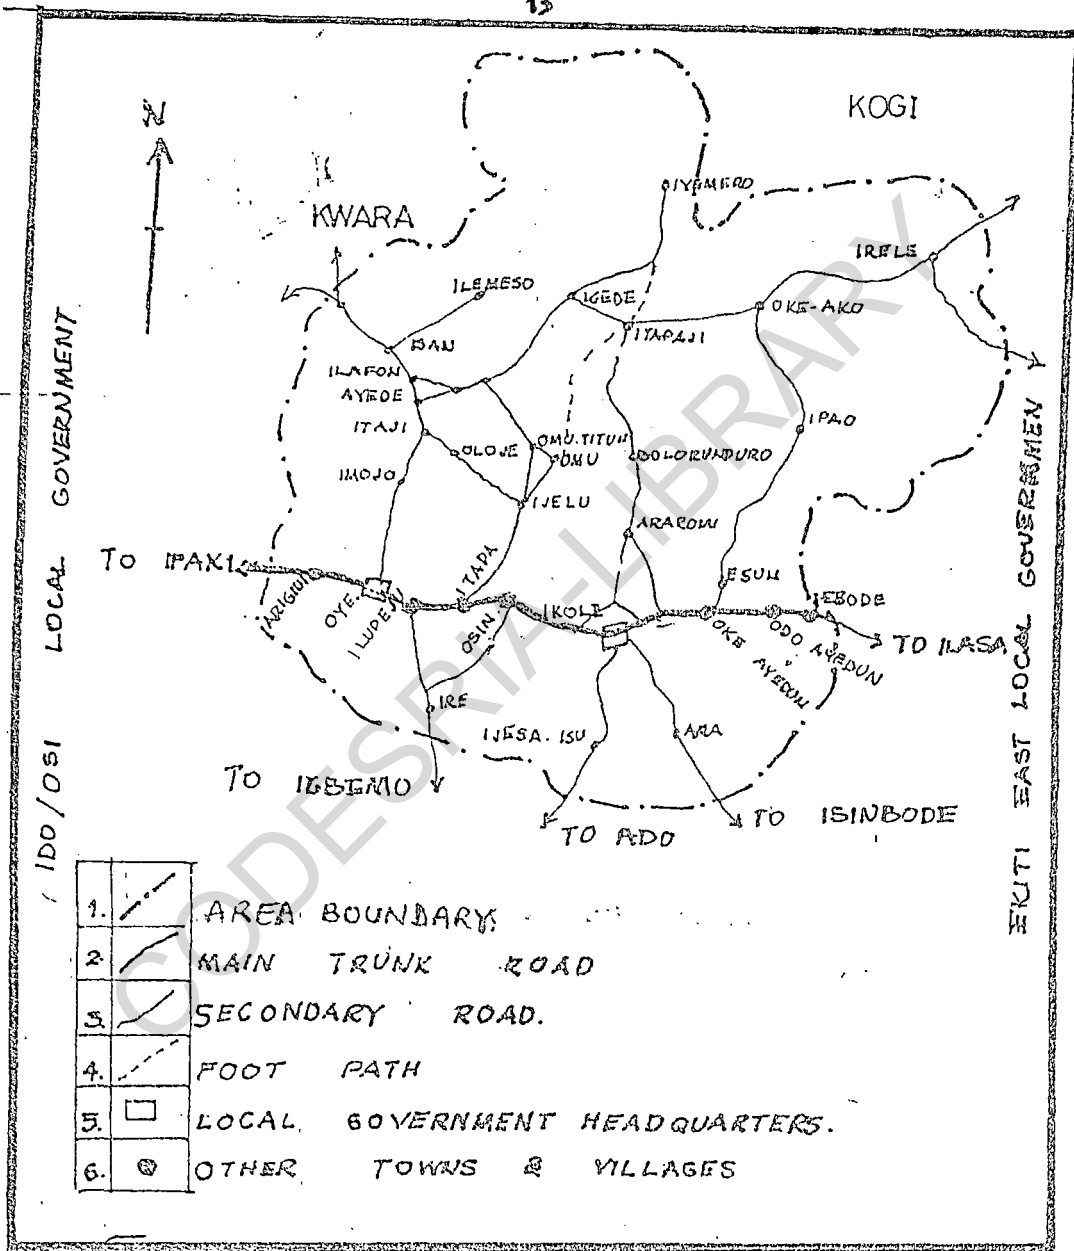 N
KOGI
KWARA
IYEMERO
IRELE
ILEMESO
IGEDE
OKE-AKO
ITAPAJI
ILAFON
AYEDE
ITAJI
OLOJE
OMU.TITUN
OMU
IMOJO
IJELU
IPAO
ARAROMI
ESUN
TO IPAKI
OYE
ILUPEJU
ITAPA
OSIN
IKOLE
OKE AYEDUN
ODO AYEDUN
TO ILASA
IRE
IJESA. ISU
ARA
TO IGBEMO
TO ADO
TO ISINBODE
IDO/OSI LOCAL GOVERNMENT
EKITI EAST LOCAL GOVERNMEN
1. AREA BOUNDARY.
2. MAIN TRUNK ROAD
3. SECONDARY ROAD.
4. FOOT PATH
5. LOCAL GOVERNMENT HEADQUARTERS.
6. OTHER TOWNS & VILLAGES
CODESRIA-LIBRARY